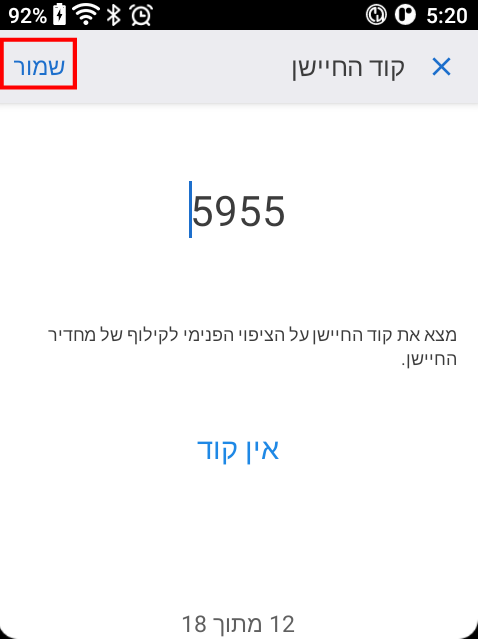 92% 5:20
קוד החיישן שמור
5955
מצא את קוד החיישן על הציפוי הפנימי לקילוף של מחדיר
החיישן.
אין קוד
12 מתוך 18